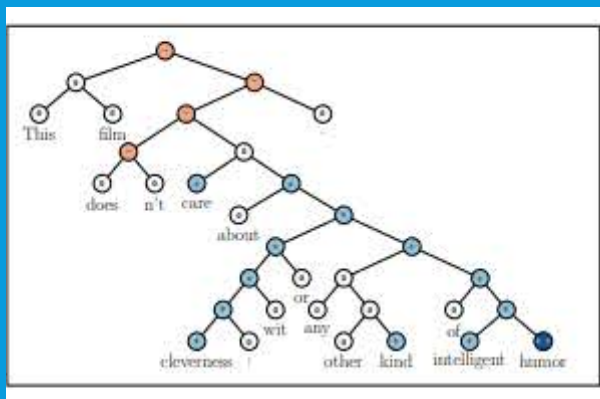 This film .
does n't care
about
or
wit any of
cleverness , other kind intelligent humor